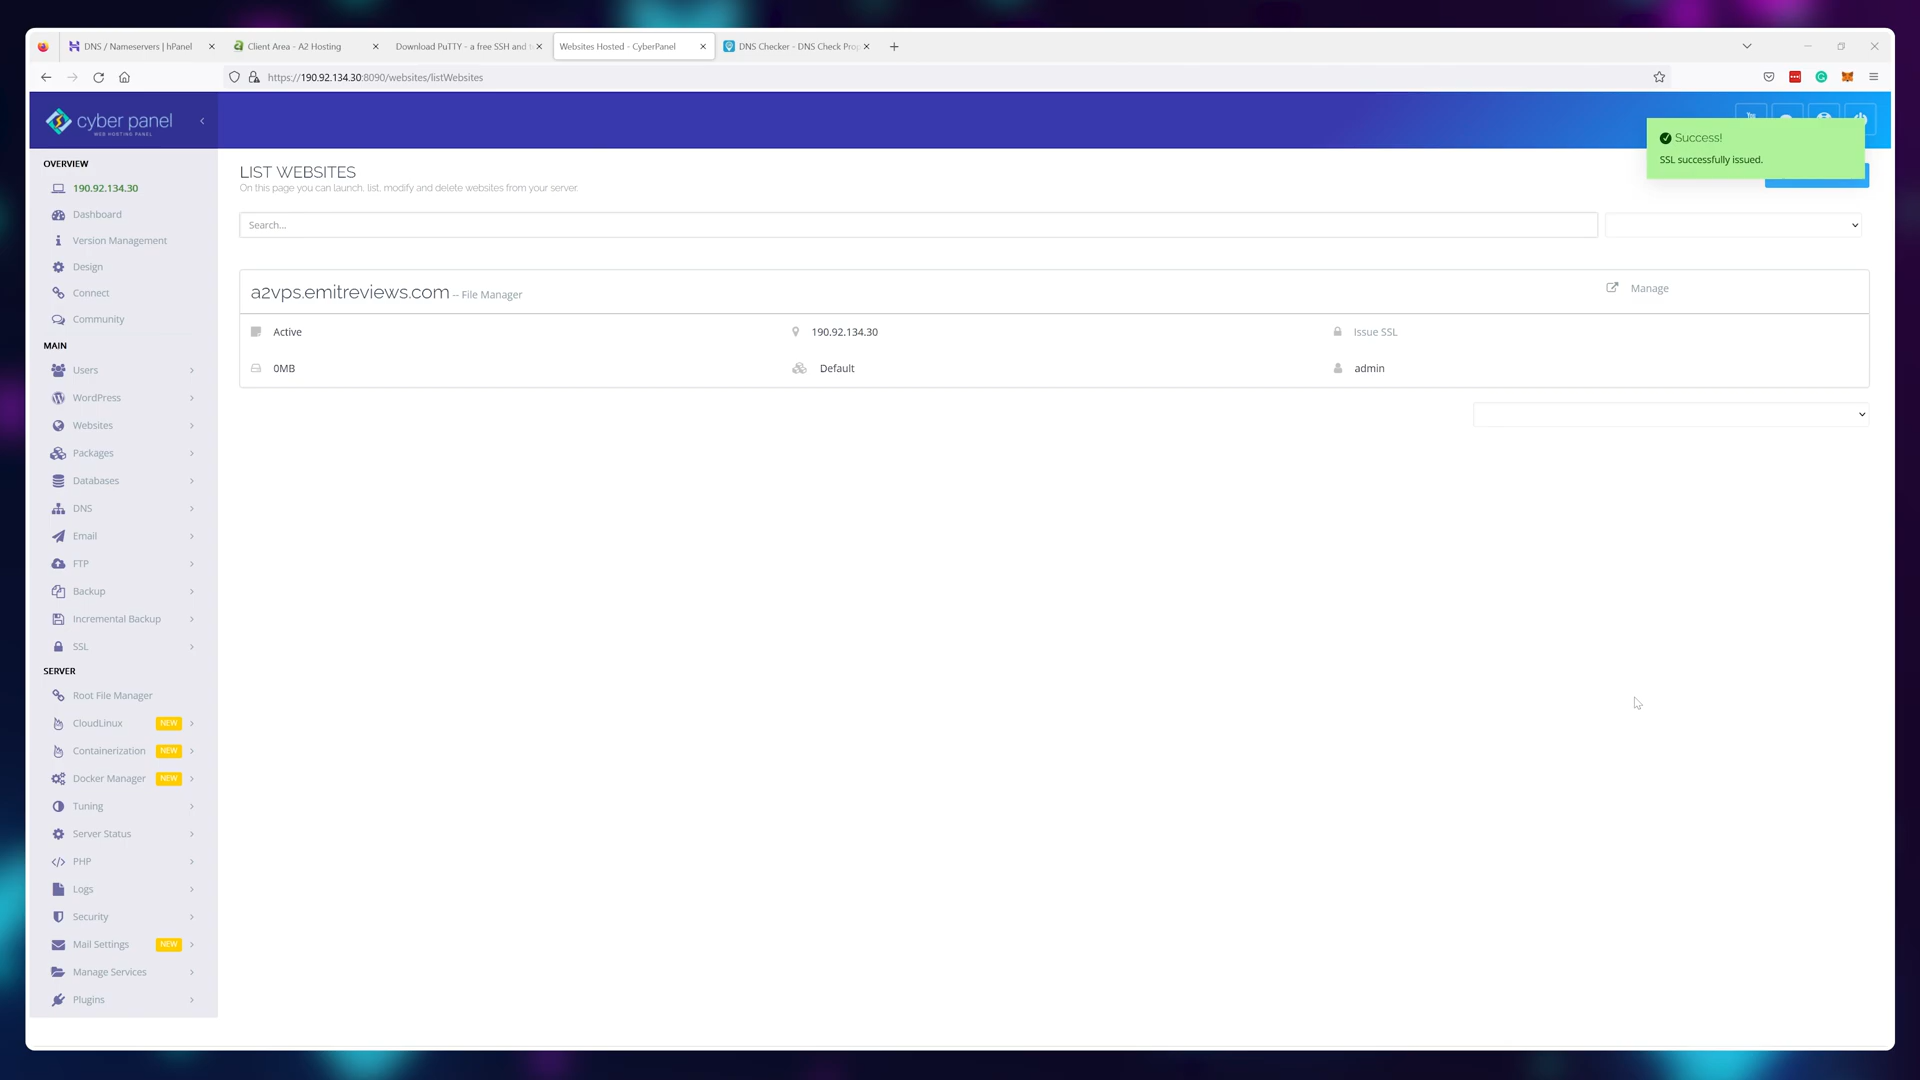 DNS / Nameservers | hPanel
Client Area - A2 Hosting
Download PuTTY - a free SSH and
Websites Hosted - CyberPanel
DNS Checker - DNS Check Prop
https://190.92.134.30:8090/websites/listWebsites
cyber panel
WEB HOSTING PANEL
Success!
SSL successfully issued.
OVERVIEW
190.92.134.30
Dashboard
Version Management
Design
Connect
Community
MAIN
Users
WordPress
Websites
Packages
Databases
DNS
Email
FTP
Backup
Incremental Backup
SSL
SERVER
Root File Manager
CloudLinux NEW
Containerization NEW
Docker Manager NEW
Tuning
Server Status
PHP
Logs
Security
Mail Settings NEW
Manage Services
Plugins
LIST WEBSITES
On this page you can launch, list, modify and delete websites from your server.
Search...
a2vps.emitreviews.com -- File Manager
Manage
Active
190.92.134.30
Issue SSL
0MB
Default
admin